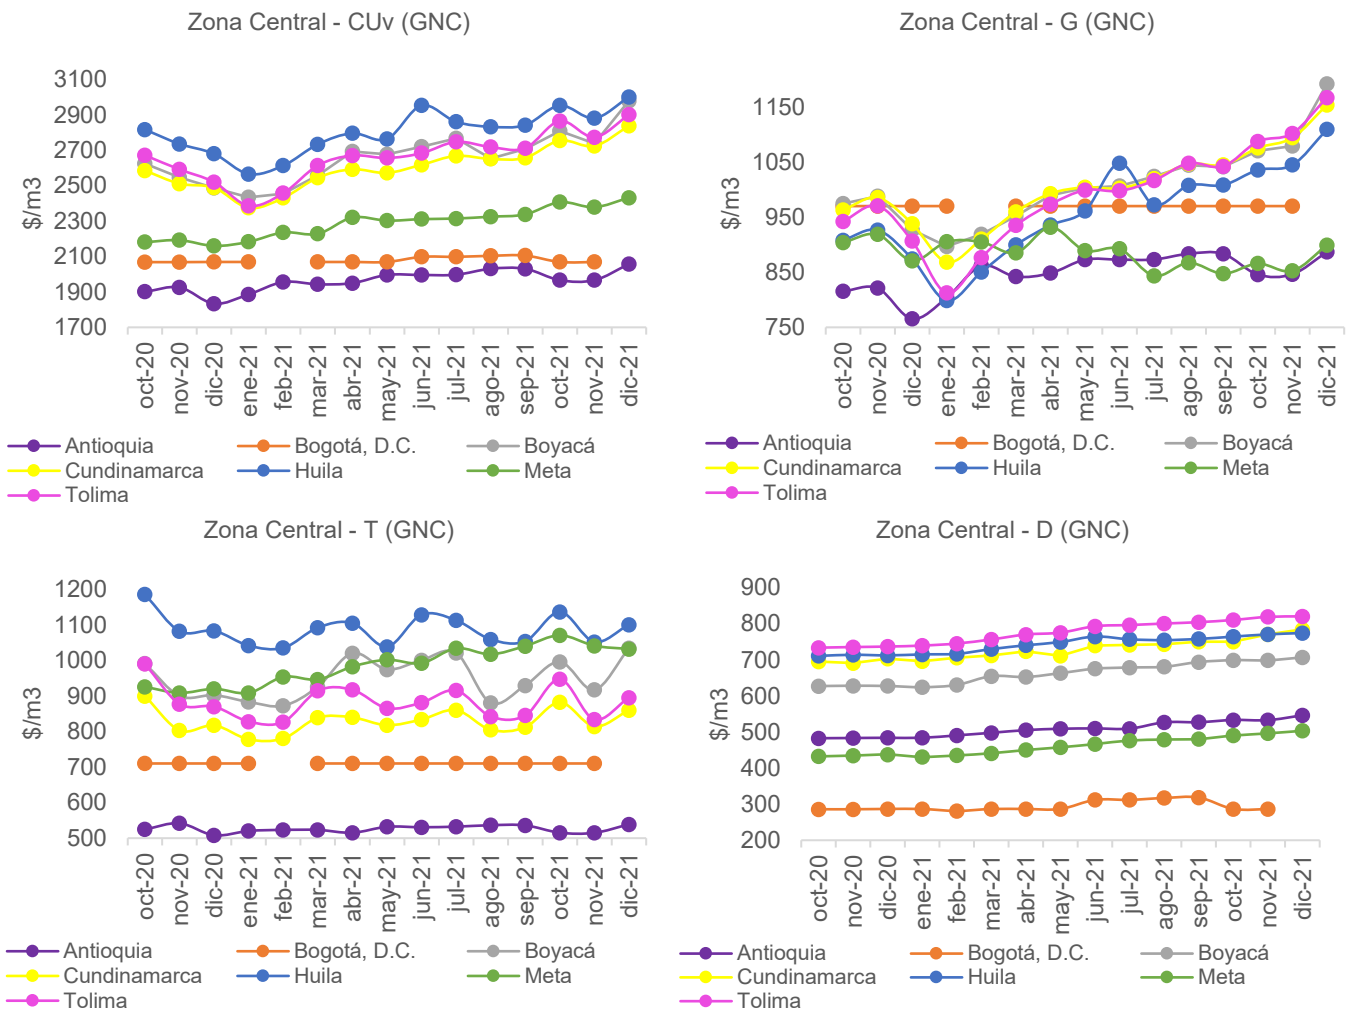 Zona Central - CUv (GNC)
$/m3
3100
2900
2700
2500
2300
2100
1900
1700
oct-20
nov-20
dic-20
ene-21
feb-21
mar-21
abr-21
may-21
jun-21
jul-21
ago-21
sep-21
oct-21
nov-21
dic-21
Antioquia Bogotá, D.C. Boyacá
Cundinamarca Huila Meta
Tolima
Zona Central - G (GNC)
$/m3
1150
1050
950
850
750
oct-20
nov-20
dic-20
ene-21
feb-21
mar-21
abr-21
may-21
jun-21
jul-21
ago-21
sep-21
oct-21
nov-21
dic-21
Antioquia Bogotá, D.C. Boyacá
Cundinamarca Huila Meta
Tolima
Zona Central - T (GNC)
$/m3
1200
1100
1000
900
800
700
600
500
oct-20
nov-20
dic-20
ene-21
feb-21
mar-21
abr-21
may-21
jun-21
jul-21
ago-21
sep-21
oct-21
nov-21
dic-21
Antioquia Bogotá, D.C. Boyacá
Cundinamarca Huila Meta
Tolima
Zona Central - D (GNC)
$/m3
900
800
700
600
500
400
300
200
oct-20
nov-20
dic-20
ene-21
feb-21
mar-21
abr-21
may-21
jun-21
jul-21
ago-21
sep-21
oct-21
nov-21
dic-21
Antioquia Bogotá, D.C. Boyacá
Cundinamarca Huila Meta
Tolima